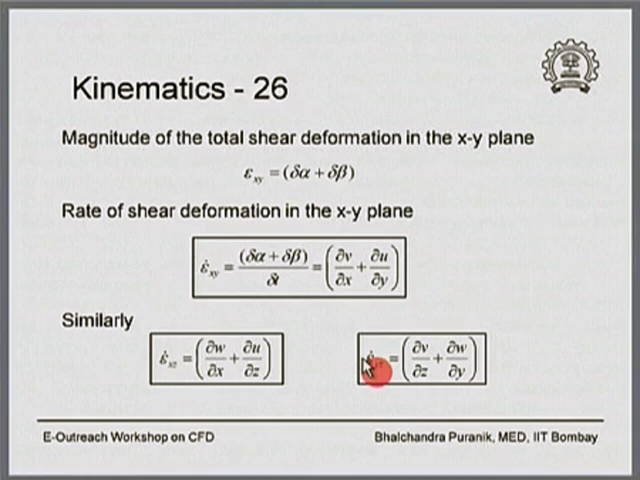 Kinematics - 26
Magnitude of the total shear deformation in the x-y plane
ε_xy = (δα + δβ)
Rate of shear deformation in the x-y plane
ε̇_xy = (δα + δβ)/δt = (∂v/∂x + ∂u/∂y)
Similarly
ε̇_xz = (∂w/∂x + ∂u/∂z) = (∂v/∂z + ∂w/∂y)
E-Outreach Workshop on CFD Bhalchandra Puranik, MED, IIT Bombay